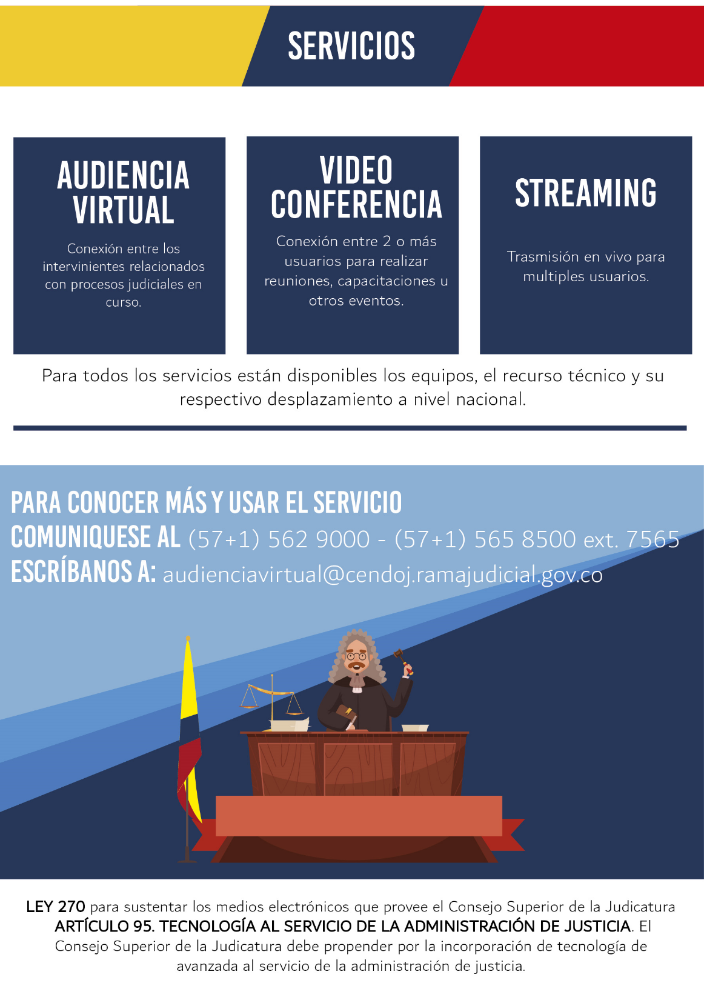 SERVICIOS
AUDIENCIA
VIRTUAL
Conexión entre los
intervinientes relacionados
con procesos judiciales en
curso.
VIDEO
CONFERENCIA
Conexión entre 2 o más
usuarios para realizar
reuniones, capacitaciones u
otros eventos.
STREAMING
Trasmisión en vivo para
multiples usuarios.
Para todos los servicios están disponibles los equipos, el recurso técnico y su
respectivo desplazamiento a nivel nacional.
PARA CONOCER MÁS Y USAR EL SERVICIO
COMUNIQUESE AL (57+1) 562 9000 - (57+1) 565 8500 ext. 7565
ESCRÍBANOS A: audienciavirtual@cendoj.ramajudicial.gov.co
LEY 270 para sustentar los medios electrónicos que provee el Consejo Superior de la Judicatura
ARTÍCULO 95. TECNOLOGÍA AL SERVICIO DE LA ADMINISTRACIÓN DE JUSTICIA. El
Consejo Superior de la Judicatura debe propender por la incorporación de tecnología de
avanzada al servicio de la administración de justicia.